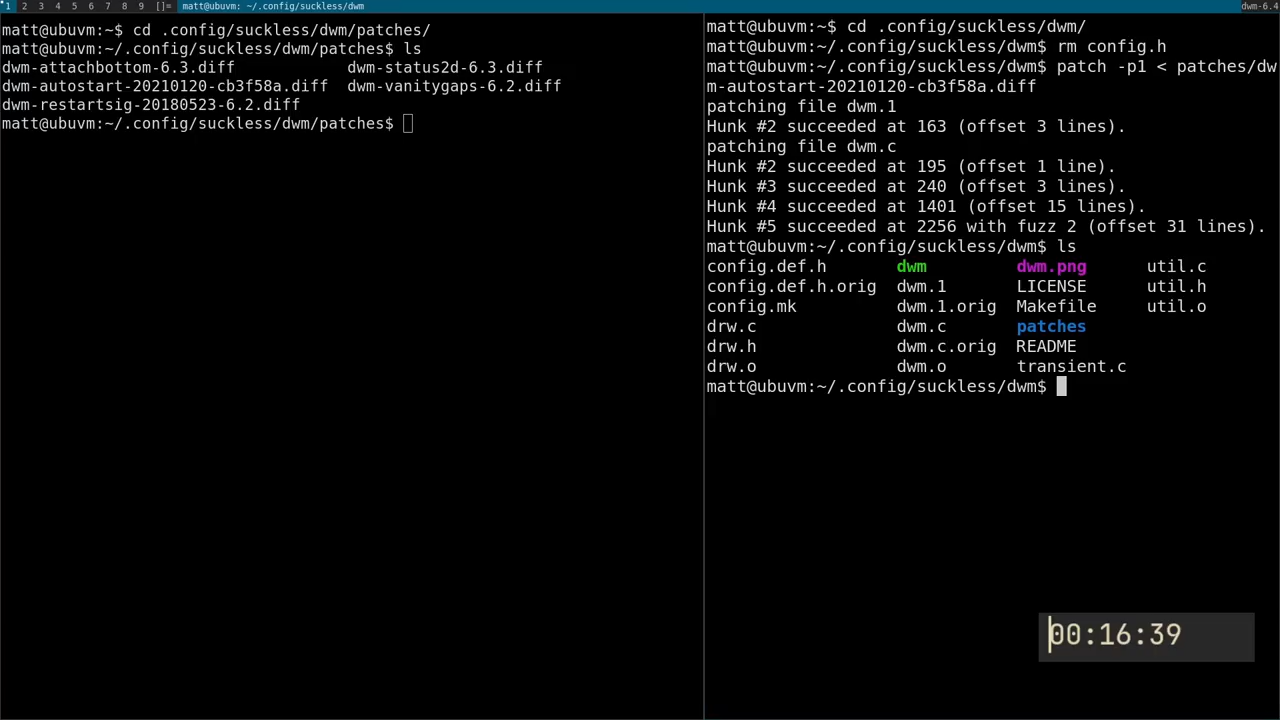 1 2 3 4 5 6 7 8 9 []= matt@ubuvm: ~/.config/suckless/dwm dwm-6.4
matt@ubuvm:~$ cd .config/suckless/dwm/patches/
matt@ubuvm:~/.config/suckless/dwm/patches$ ls
dwm-attachbottom-6.3.diff dwm-status2d-6.3.diff
dwm-autostart-20210120-cb3f58a.diff dwm-vanitygaps-6.2.diff
dwm-restartsig-20180523-6.2.diff
matt@ubuvm:~/.config/suckless/dwm/patches$
matt@ubuvm:~$ cd .config/suckless/dwm/
matt@ubuvm:~/.config/suckless/dwm$ rm config.h
matt@ubuvm:~/.config/suckless/dwm$ patch -p1 < patches/dw
m-autostart-20210120-cb3f58a.diff
patching file dwm.1
Hunk #2 succeeded at 163 (offset 3 lines).
patching file dwm.c
Hunk #2 succeeded at 195 (offset 1 line).
Hunk #3 succeeded at 240 (offset 3 lines).
Hunk #4 succeeded at 1401 (offset 15 lines).
Hunk #5 succeeded at 2256 with fuzz 2 (offset 31 lines).
matt@ubuvm:~/.config/suckless/dwm$ ls
config.def.h dwm dwm.png util.c
config.def.h.orig dwm.1 LICENSE util.h
config.mk dwm.1.orig Makefile util.o
drw.c dwm.c patches
drw.h dwm.c.orig README
drw.o dwm.o transient.c
matt@ubuvm:~/.config/suckless/dwm$
00:16:39